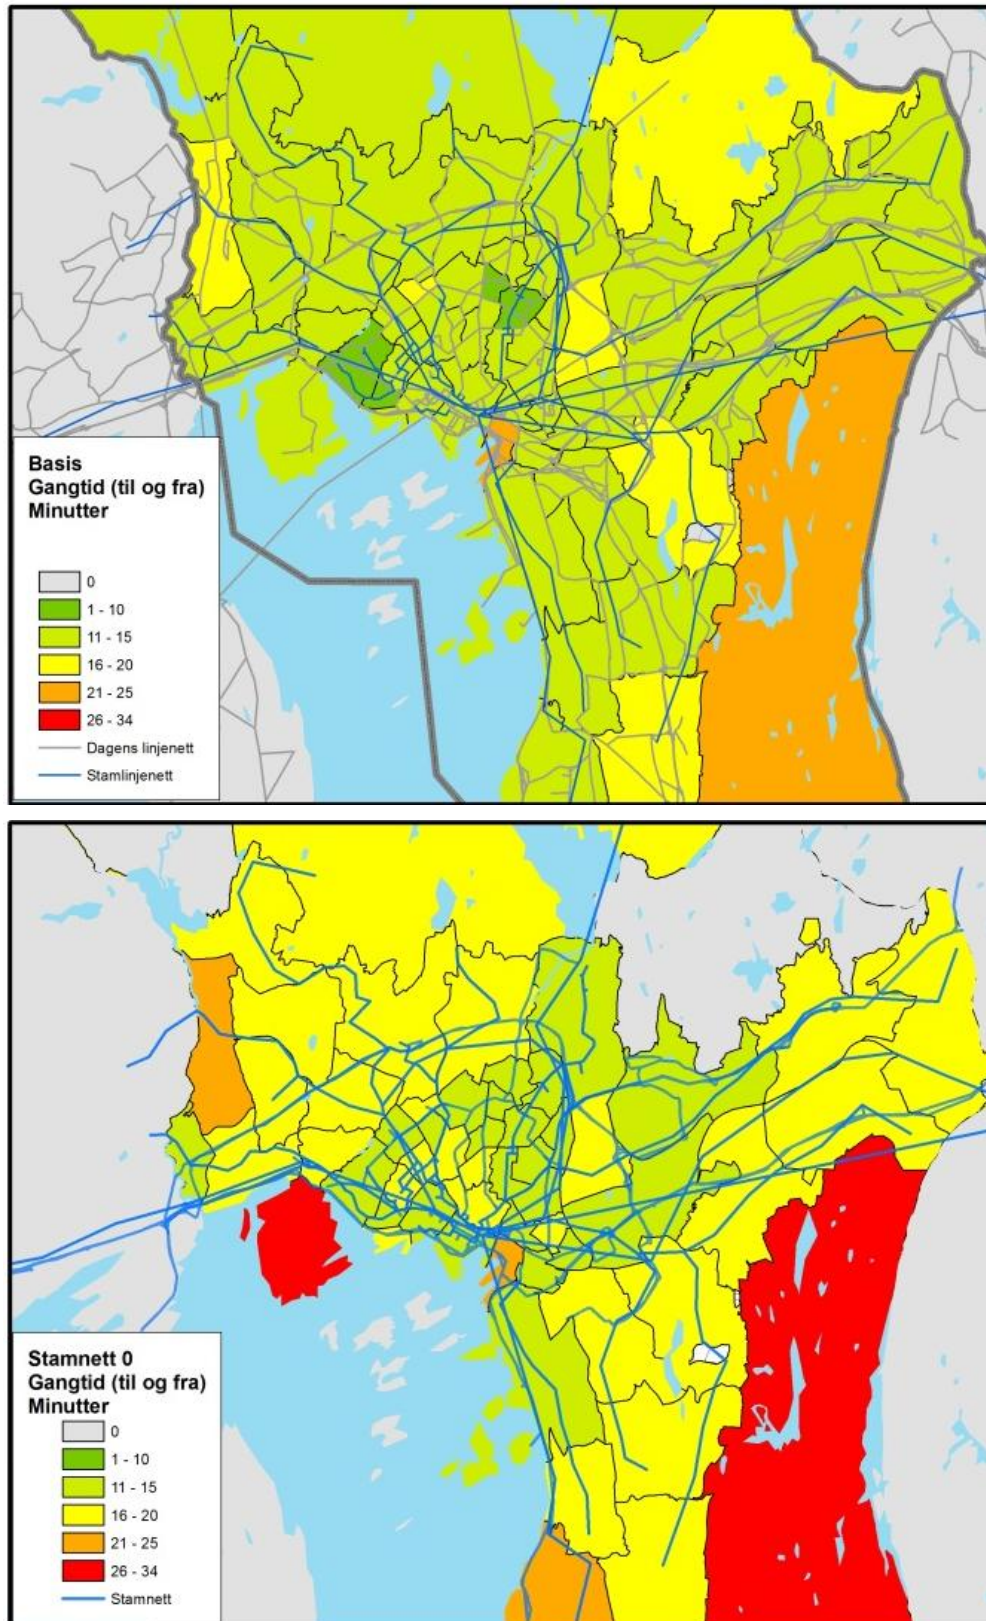 Basis
Gangtid (til og fra)
Minutter
0
1 - 10
11 - 15
16 - 20
21 - 25
26 - 34
Dagens linjenett
Stamlinjenett
Stamnett 0
Gangtid (til og fra)
Minutter
0
1 - 10
11 - 15
16 - 20
21 - 25
26 - 34
Stamnett